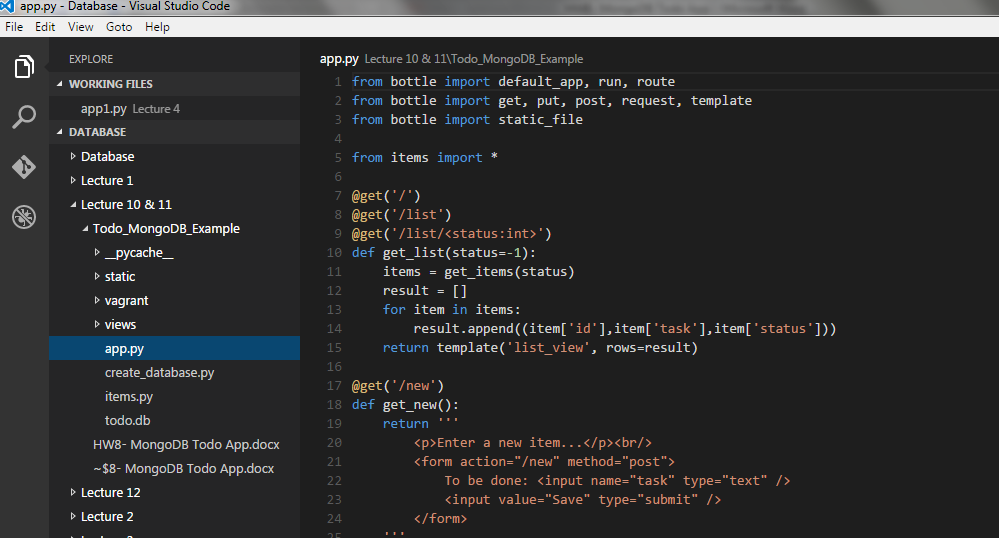 app.py - Database - Visual Studio Code
File Edit View Goto Help
EXPLORE
WORKING FILES
app1.py Lecture 4
DATABASE
Database
Lecture 1
Lecture 10 & 11
Todo_MongoDB_Example
__pycache__
static
vagrant
views
app.py
create_database.py
items.py
todo.db
HW8- MongoDB Todo App.docx
~$8- MongoDB Todo App.docx
Lecture 12
Lecture 2
app.py Lecture 10 & 11\Todo_MongoDB_Example
1 from bottle import default_app, run, route
2 from bottle import get, put, post, request, template
3 from bottle import static_file
4
5 from items import *
6
7 @get('/')
8 @get('/list')
9 @get('/list/<status:int>')
10 def get_list(status=-1):
11     items = get_items(status)
12     result = []
13     for item in items:
14         result.append((item['id'],item['task'],item['status']))
15     return template('list_view', rows=result)
16
17 @get('/new')
18 def get_new():
19     return '''
20         <p>Enter a new item...</p><br/>
21         <form action="/new" method="post">
22             To be done: <input name="task" type="text" />
23             <input value="Save" type="submit" />
24         </form>
25     '''